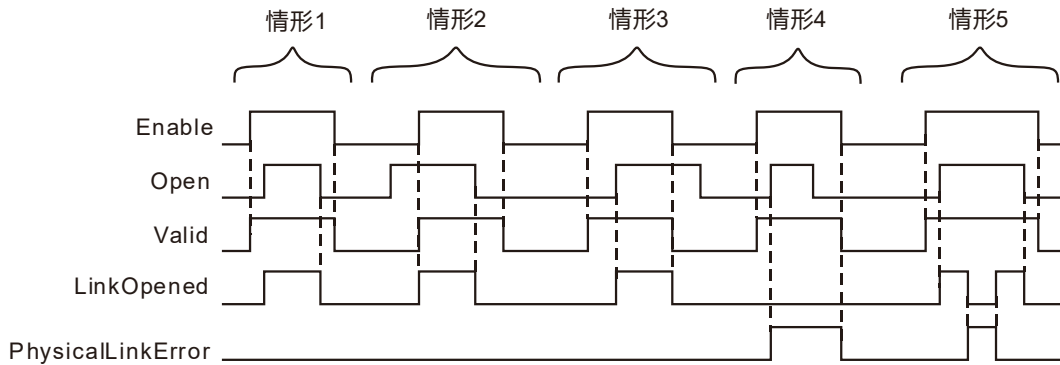 情形1 情形2 情形3 情形4 情形5
Enable
Open
Valid
LinkOpened
PhysicalLinkError